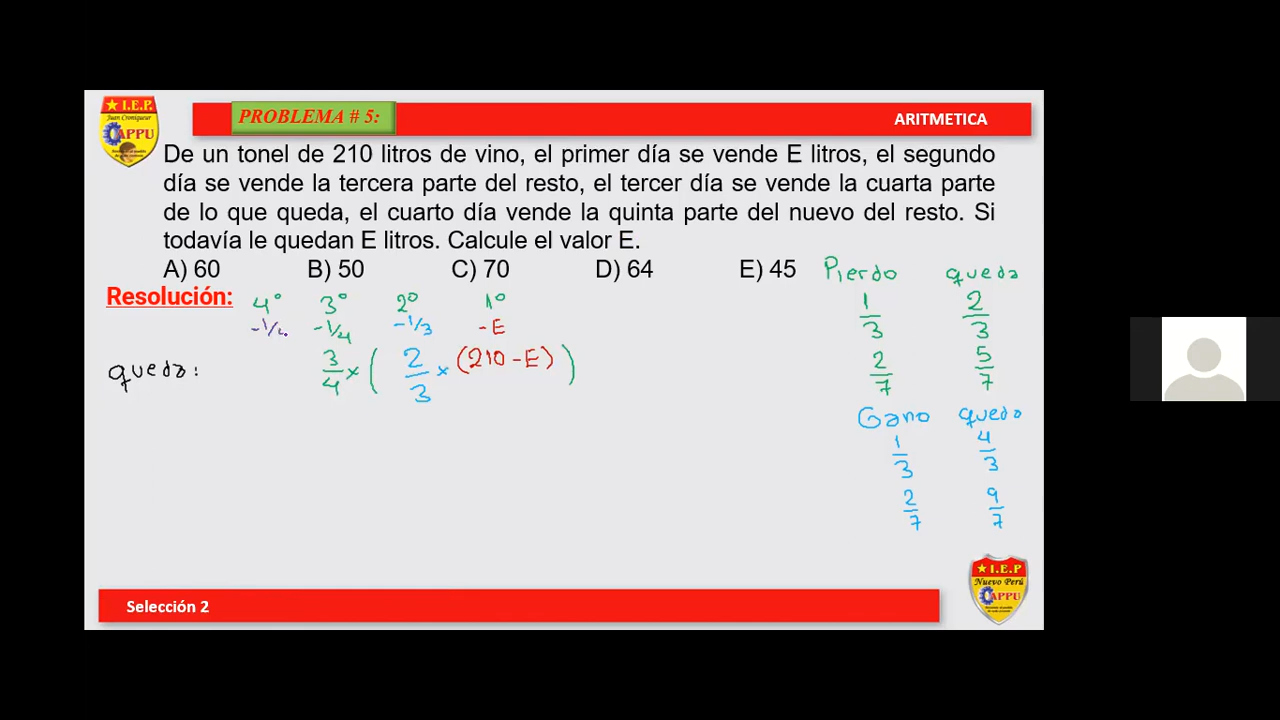 I.E.P.
Juan Croniqueur
CAPPU
PROBLEMA # 5:
ARITMETICA
De un tonel de 210 litros de vino, el primer día se vende E litros, el segundo
día se vende la tercera parte del resto, el tercer día se vende la cuarta parte
de lo que queda, el cuarto día vende la quinta parte del nuevo del resto. Si
todavía le quedan E litros. Calcule el valor E.
A) 60 B) 50 C) 70 D) 64 E) 45
Resolución:
4° 3° 2° 1°
-1/4 -1/3 -E
queda: 3/4 x ( 2/3 x (210 - E) )
Pierdo queda
1/3 2/3
2/7 5/7
Gano queda
1/3 4/3
2/7 9/7
I.E.P
Nuevo Perú
CAPPU
Selección 2